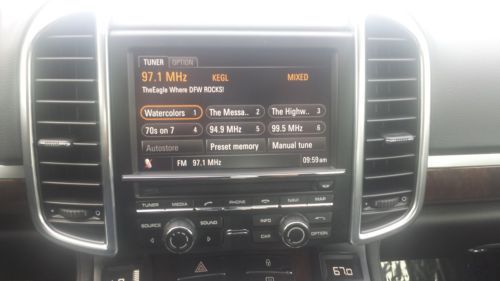 TUNER OPTION
97.1 MHz KEGL MIXED
TheEagle Where DFW ROCKS!
Watercolors 1 The Messa.. 2 The Highw.. 3
70s on 7 4 94.9 MHz 5 99.5 MHz 6
Autostore Preset memory Manual tune
FM 97.1 MHz 09:59am
TUNER MEDIA PHONE NAVI MAP
SOURCE SOUND INFO
CAR OPTION
67.0